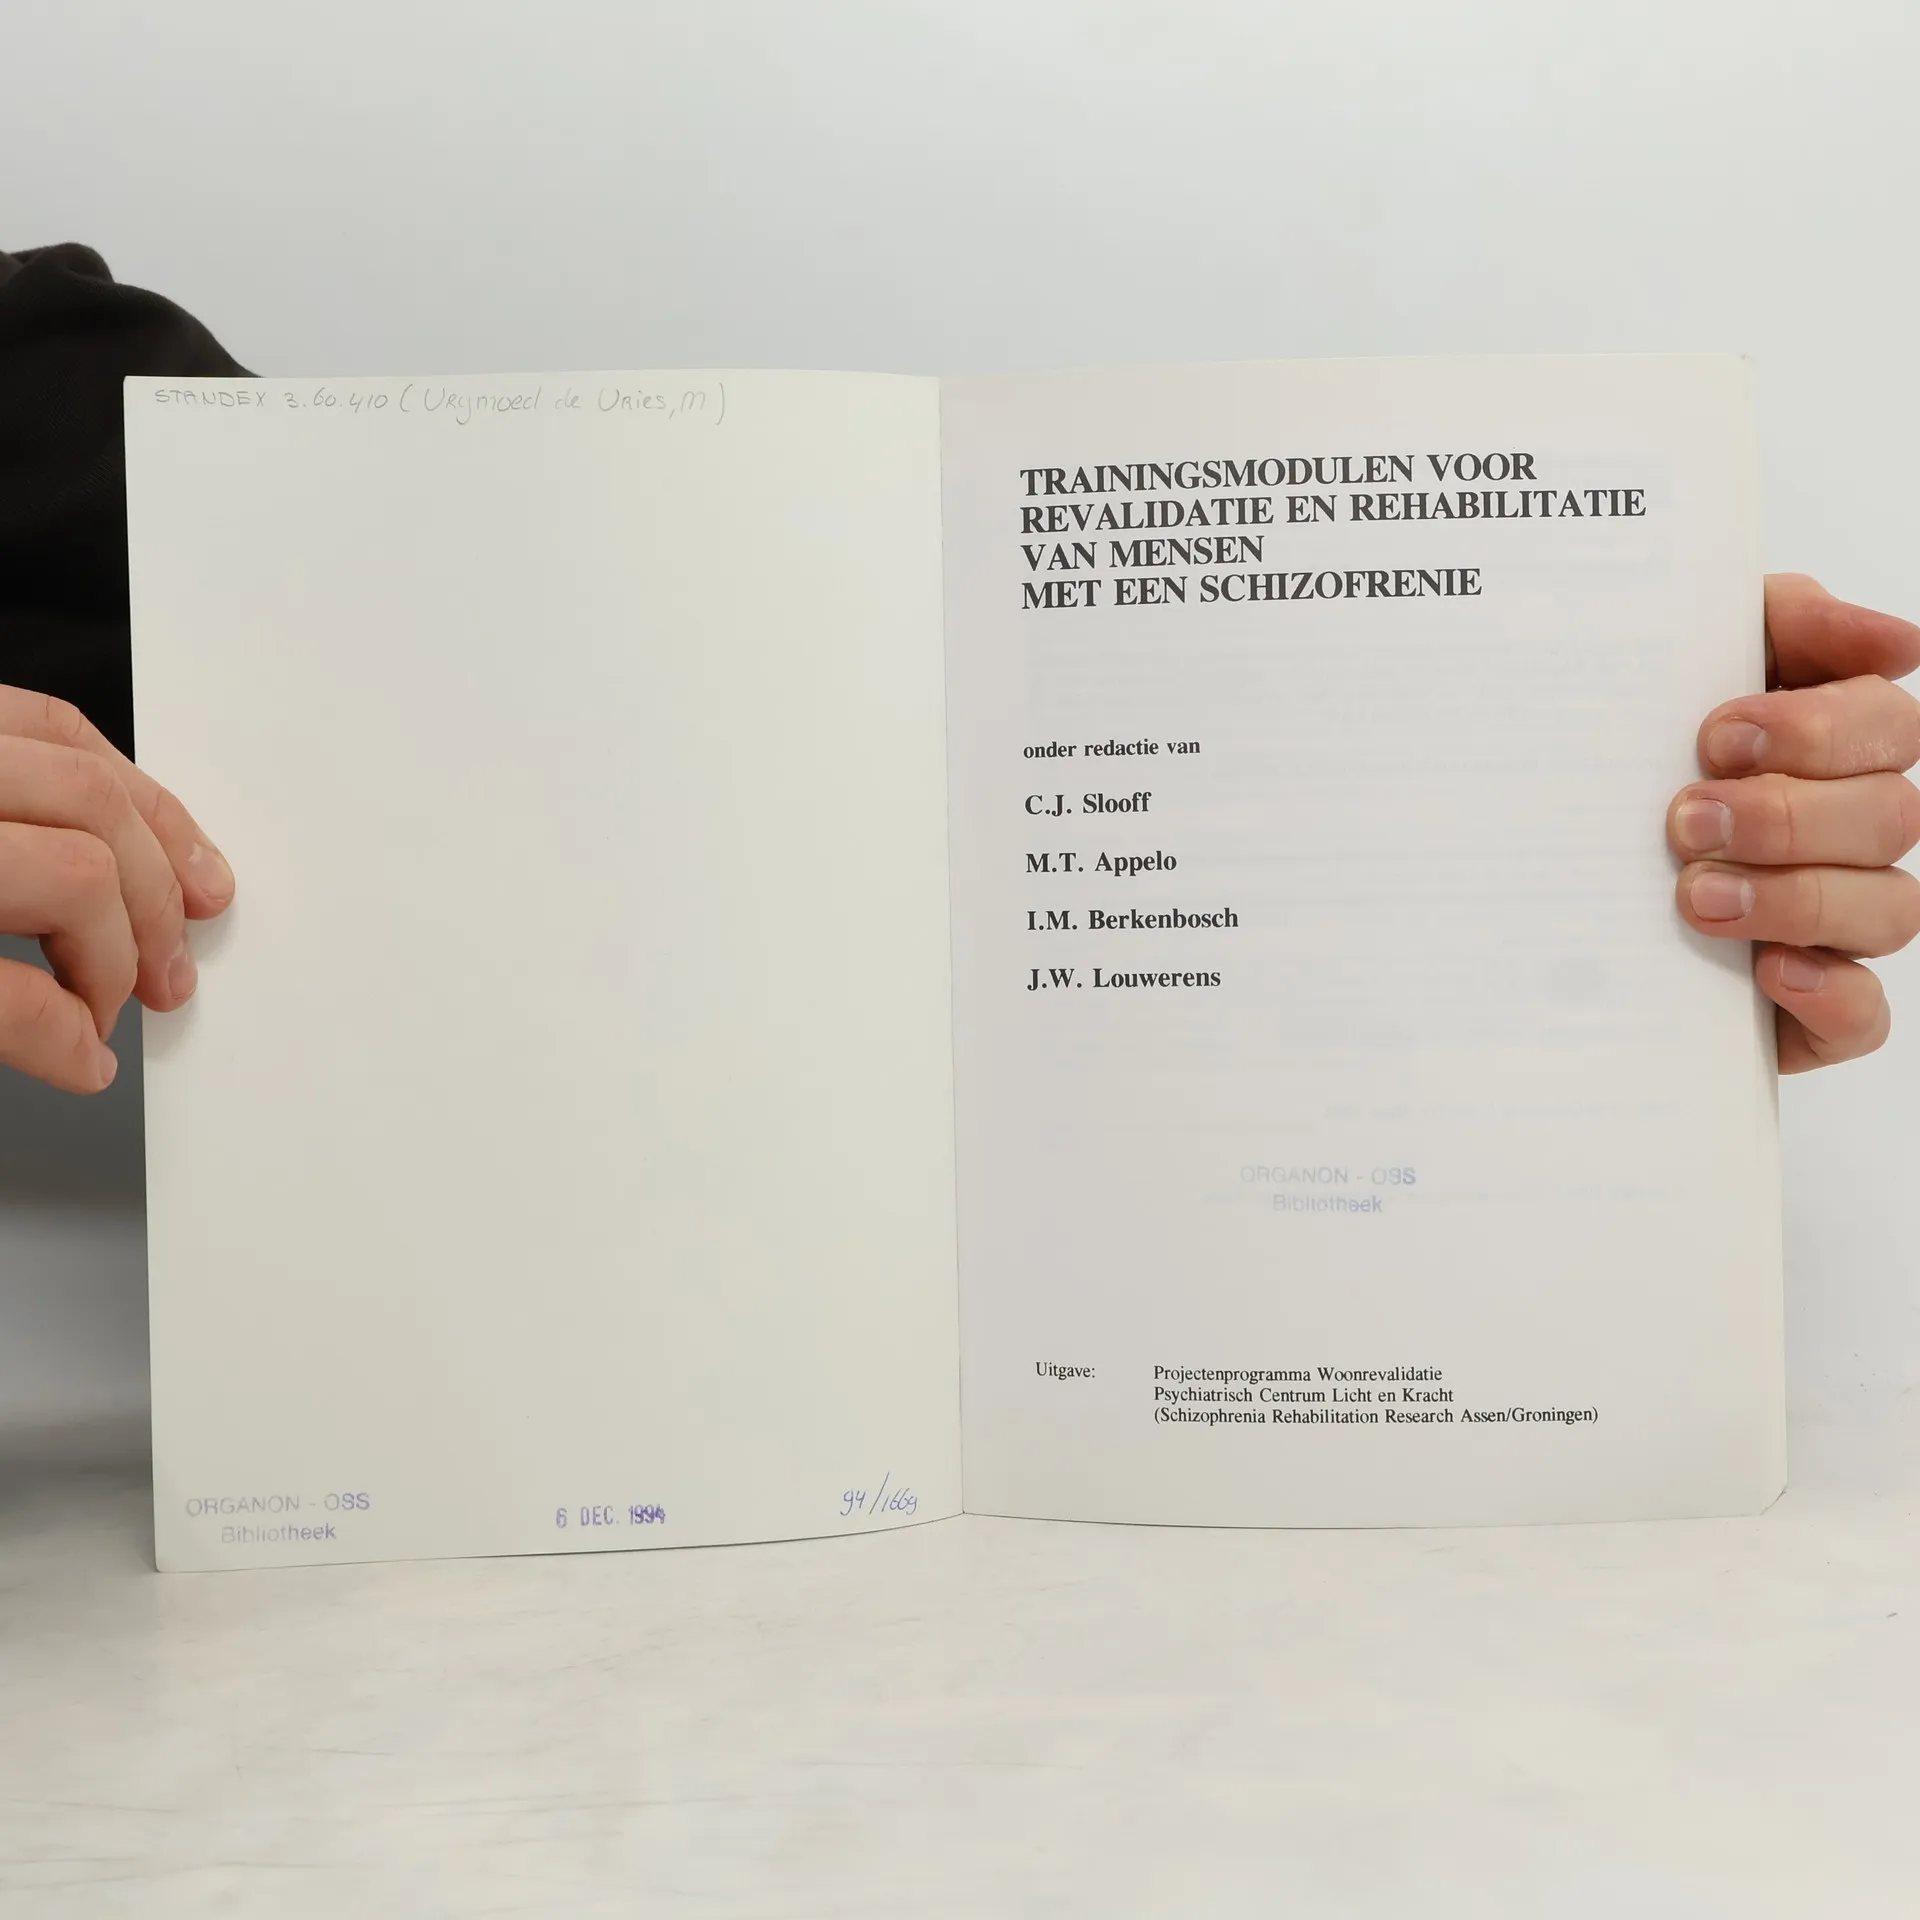 STANDEX 3.60.410 (Vrymoed de Vries, M)
ORGANON - OSS
Bibliotheek
6 DEC. 1994
94/1669
TRAININGSMODULEN VOOR
REVALIDATIE EN REHABILITATIE
VAN MENSEN
MET EEN SCHIZOFRENIE
onder redactie van
C.J. Slooff
M.T. Appelo
I.M. Berkenbosch
J.W. Louwerens
ORGANON - OSS
Bibliotheek
Uitgave: Projectenprogramma Woonrevalidatie
Psychiatrisch Centrum Licht en Kracht
(Schizophrenia Rehabilitation Research Assen/Groningen)